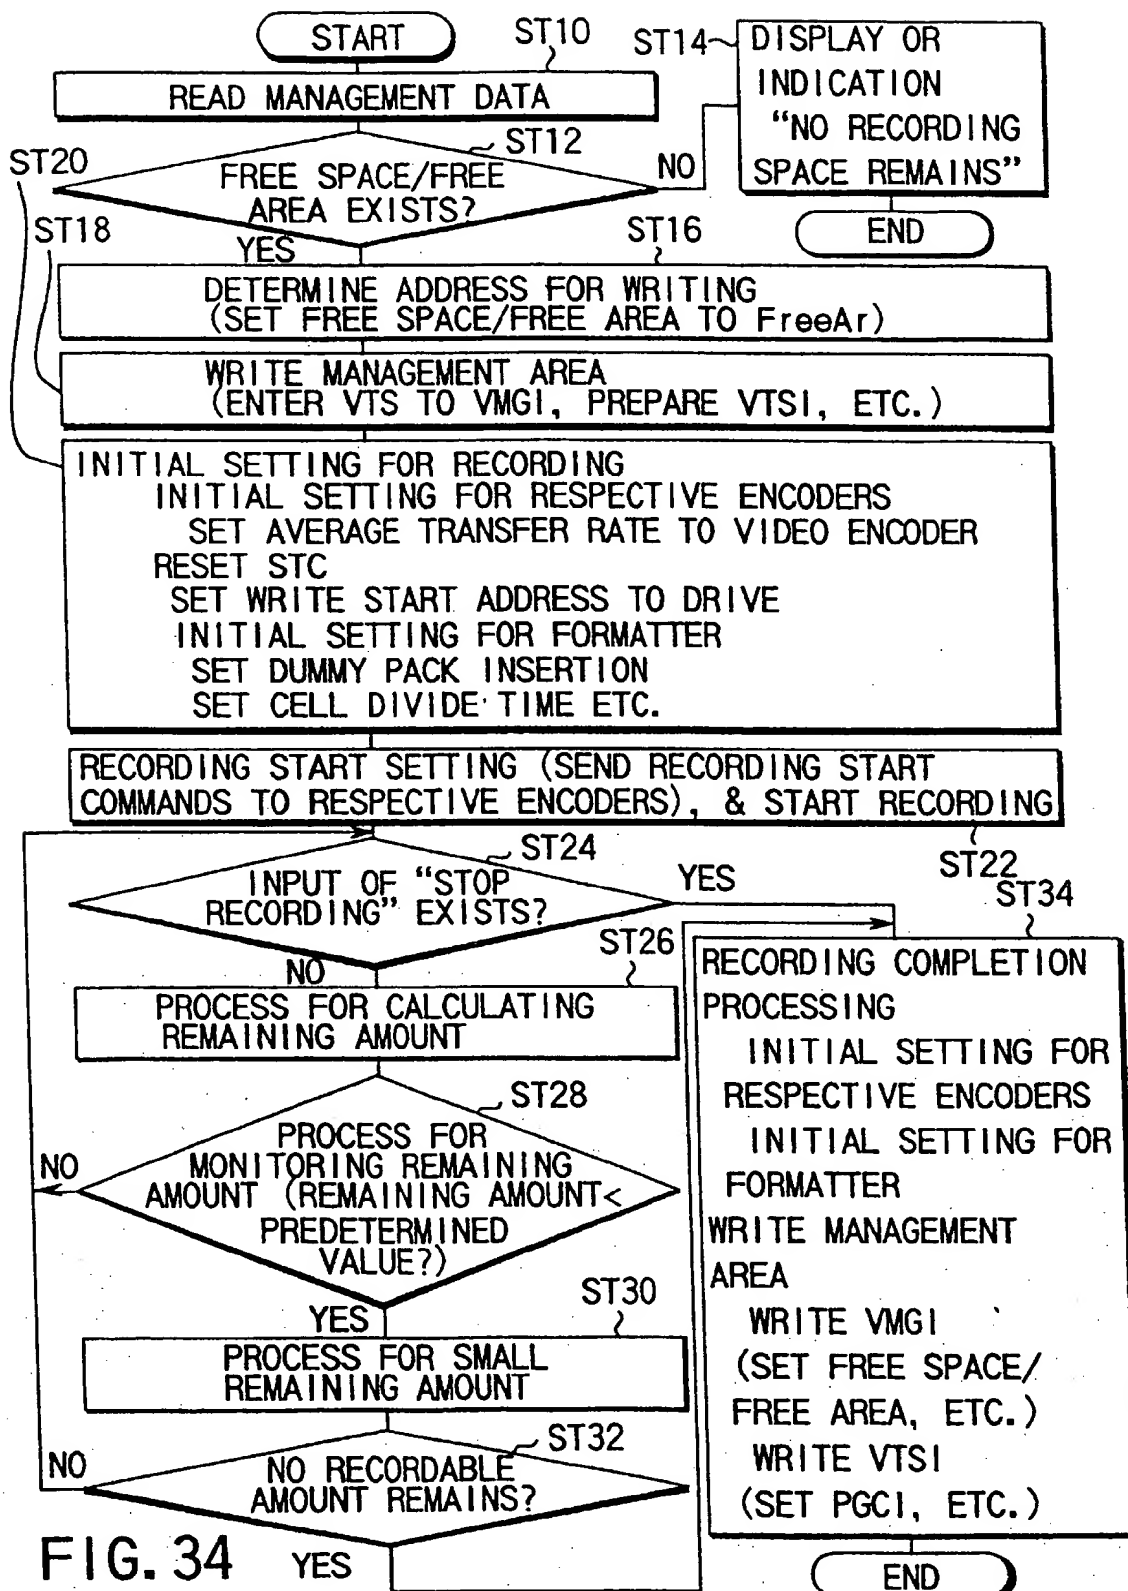 START
ST10
READ MANAGEMENT DATA
ST12
FREE SPACE/FREE
AREA EXISTS?
NO
ST14
DISPLAY OR
INDICATION
“NO RECORDING
SPACE REMAINS”
END
YES
ST16
DETERMINE ADDRESS FOR WRITING
(SET FREE SPACE/FREE AREA TO FreeAr)
ST18
WRITE MANAGEMENT AREA
(ENTER VTS TO VMGI, PREPARE VTSI, ETC.)
ST20
INITIAL SETTING FOR RECORDING
INITIAL SETTING FOR RESPECTIVE ENCODERS
SET AVERAGE TRANSFER RATE TO VIDEO ENCODER
RESET STC
SET WRITE START ADDRESS TO DRIVE
INITIAL SETTING FOR FORMATTER
SET DUMMY PACK INSERTION
SET CELL DIVIDE TIME ETC.
RECORDING START SETTING (SEND RECORDING START
COMMANDS TO RESPECTIVE ENCODERS), & START RECORDING
ST22
ST24
INPUT OF “STOP
RECORDING” EXISTS?
YES
NO
ST26
PROCESS FOR CALCULATING
REMAINING AMOUNT
ST28
PROCESS FOR
MONITORING REMAINING
AMOUNT (REMAINING AMOUNT<
PREDETERMINED
VALUE?)
NO
YES
ST30
PROCESS FOR SMALL
REMAINING AMOUNT
ST32
NO RECORDABLE
AMOUNT REMAINS?
NO
YES
ST34
RECORDING COMPLETION
PROCESSING
INITIAL SETTING FOR
RESPECTIVE ENCODERS
INITIAL SETTING FOR
FORMATTER
WRITE MANAGEMENT
AREA
WRITE VMGI
(SET FREE SPACE/
FREE AREA, ETC.)
WRITE VTSI
(SET PGCI, ETC.)
END
FIG. 34